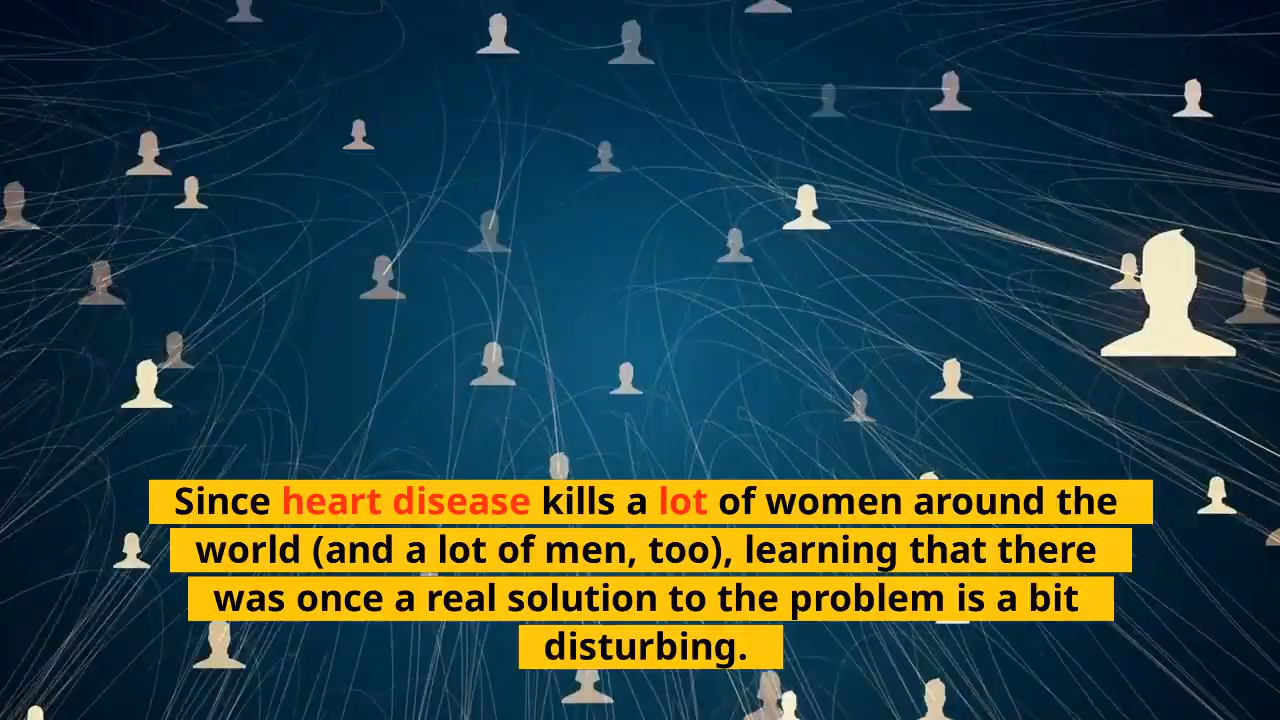 Since heart disease kills a lot of women around the
world (and a lot of men, too), learning that there
was once a real solution to the problem is a bit
disturbing.